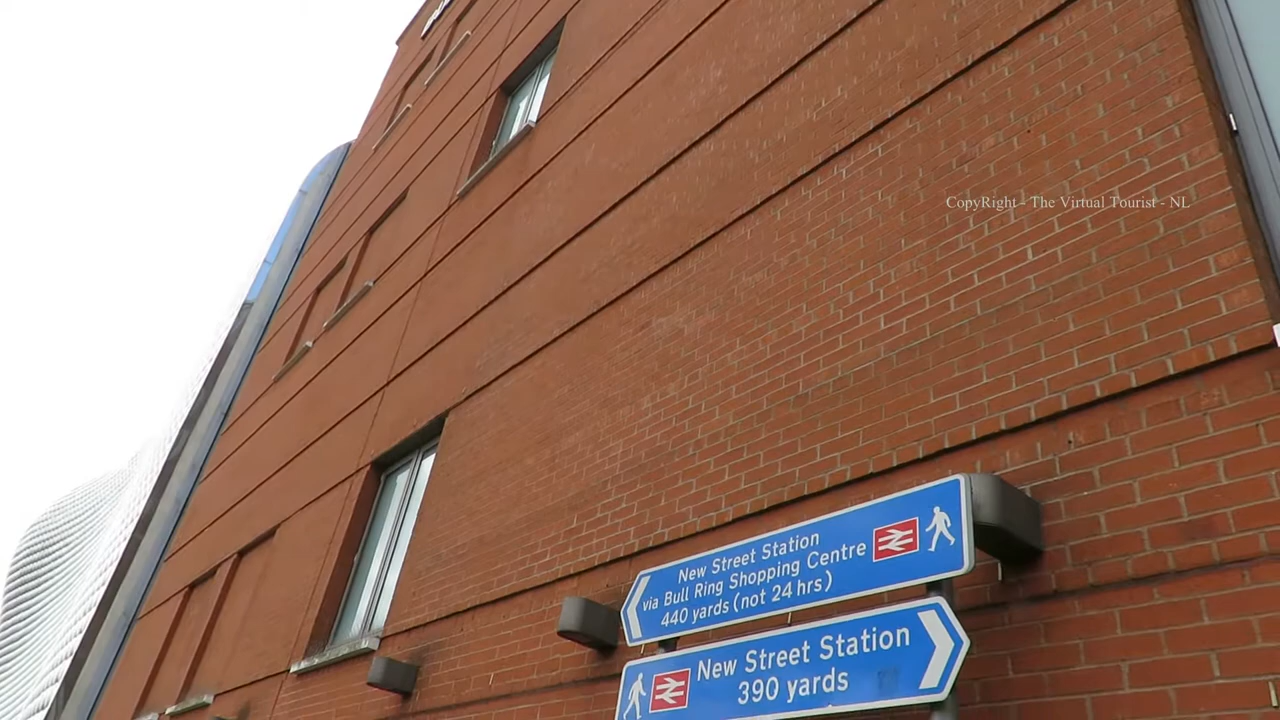 CopyRight - The Virtual Tourist - NL
New Street Station
via Bull Ring Shopping Centre
440 yards (not 24 hrs)
New Street Station
390 yards